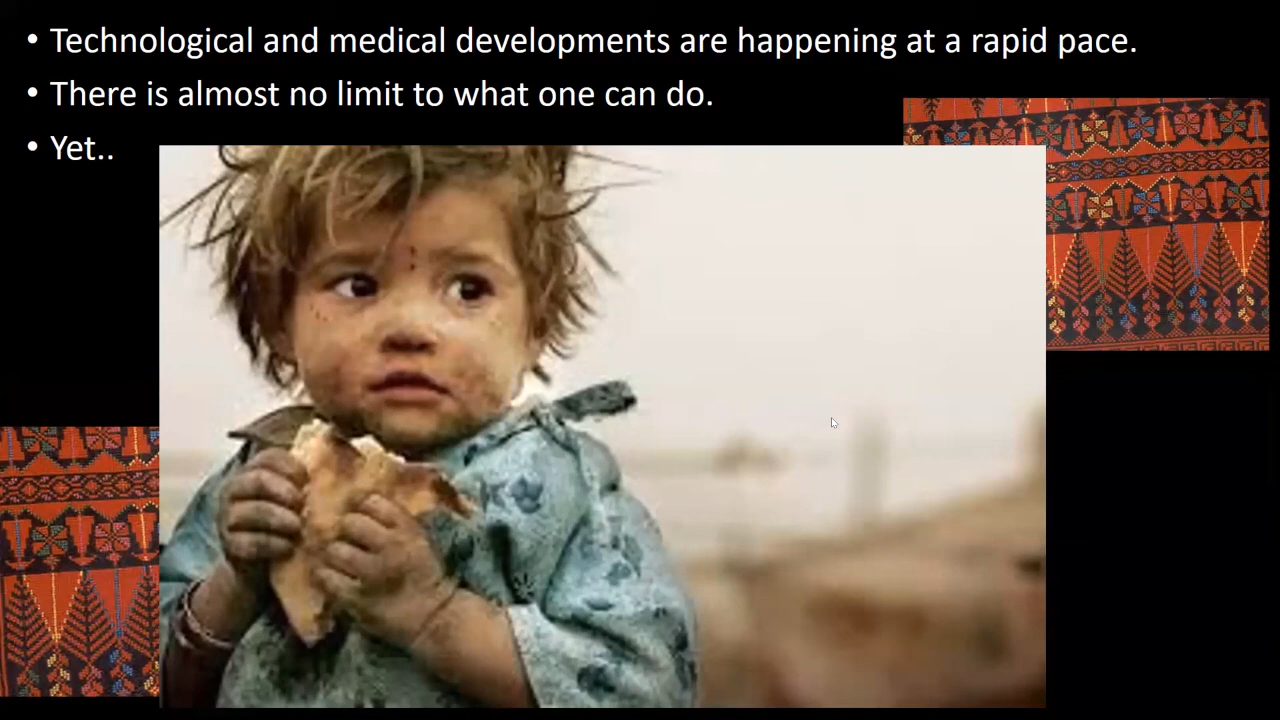 • Technological and medical developments are happening at a rapid pace.
• There is almost no limit to what one can do.
• Yet..